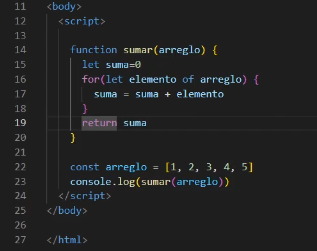 11 <body>
12 <script>
13
14 function sumar(arreglo) {
15 let suma=0
16 for(let elemento of arreglo) {
17 suma = suma + elemento
18 }
19 return suma
20 }
21
22 const arreglo = [1, 2, 3, 4, 5]
23 console.log(sumar(arreglo))
24 </script>
25 </body>
26
27 </html>